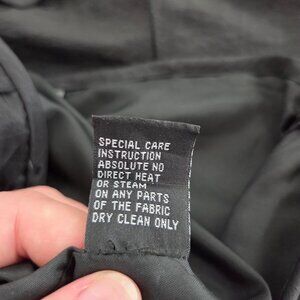 SPECIAL CARE
INSTRUCTION
ABSOLUTE NO
DIRECT HEAT
OR STEAM
ON ANY PARTS
OF THE FABRIC
DRY CLEAN ONLY